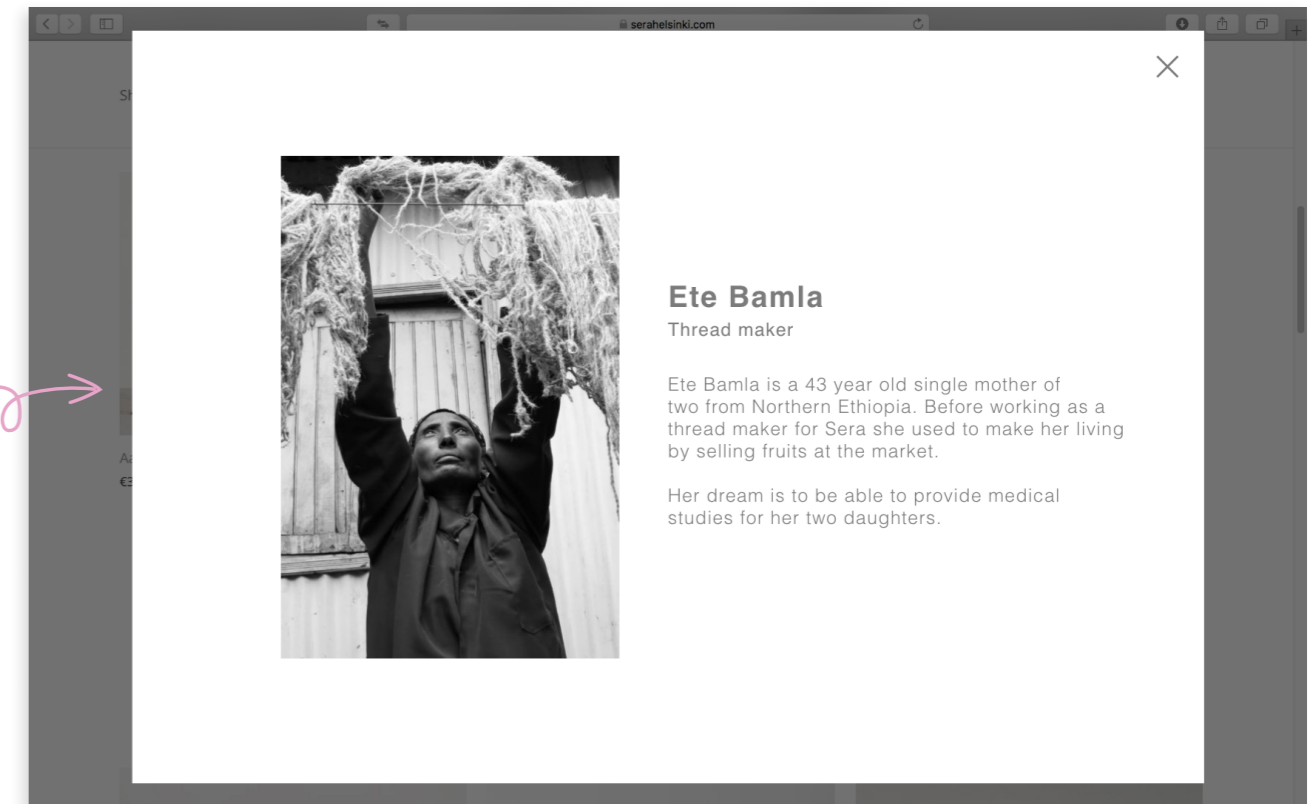 serahelsinki.com
Ete Bamla
Thread maker
Ete Bamla is a 43 year old single mother of
two from Northern Ethiopia. Before working as a
thread maker for Sera she used to make her living
by selling fruits at the market.
Her dream is to be able to provide medical
studies for her two daughters.